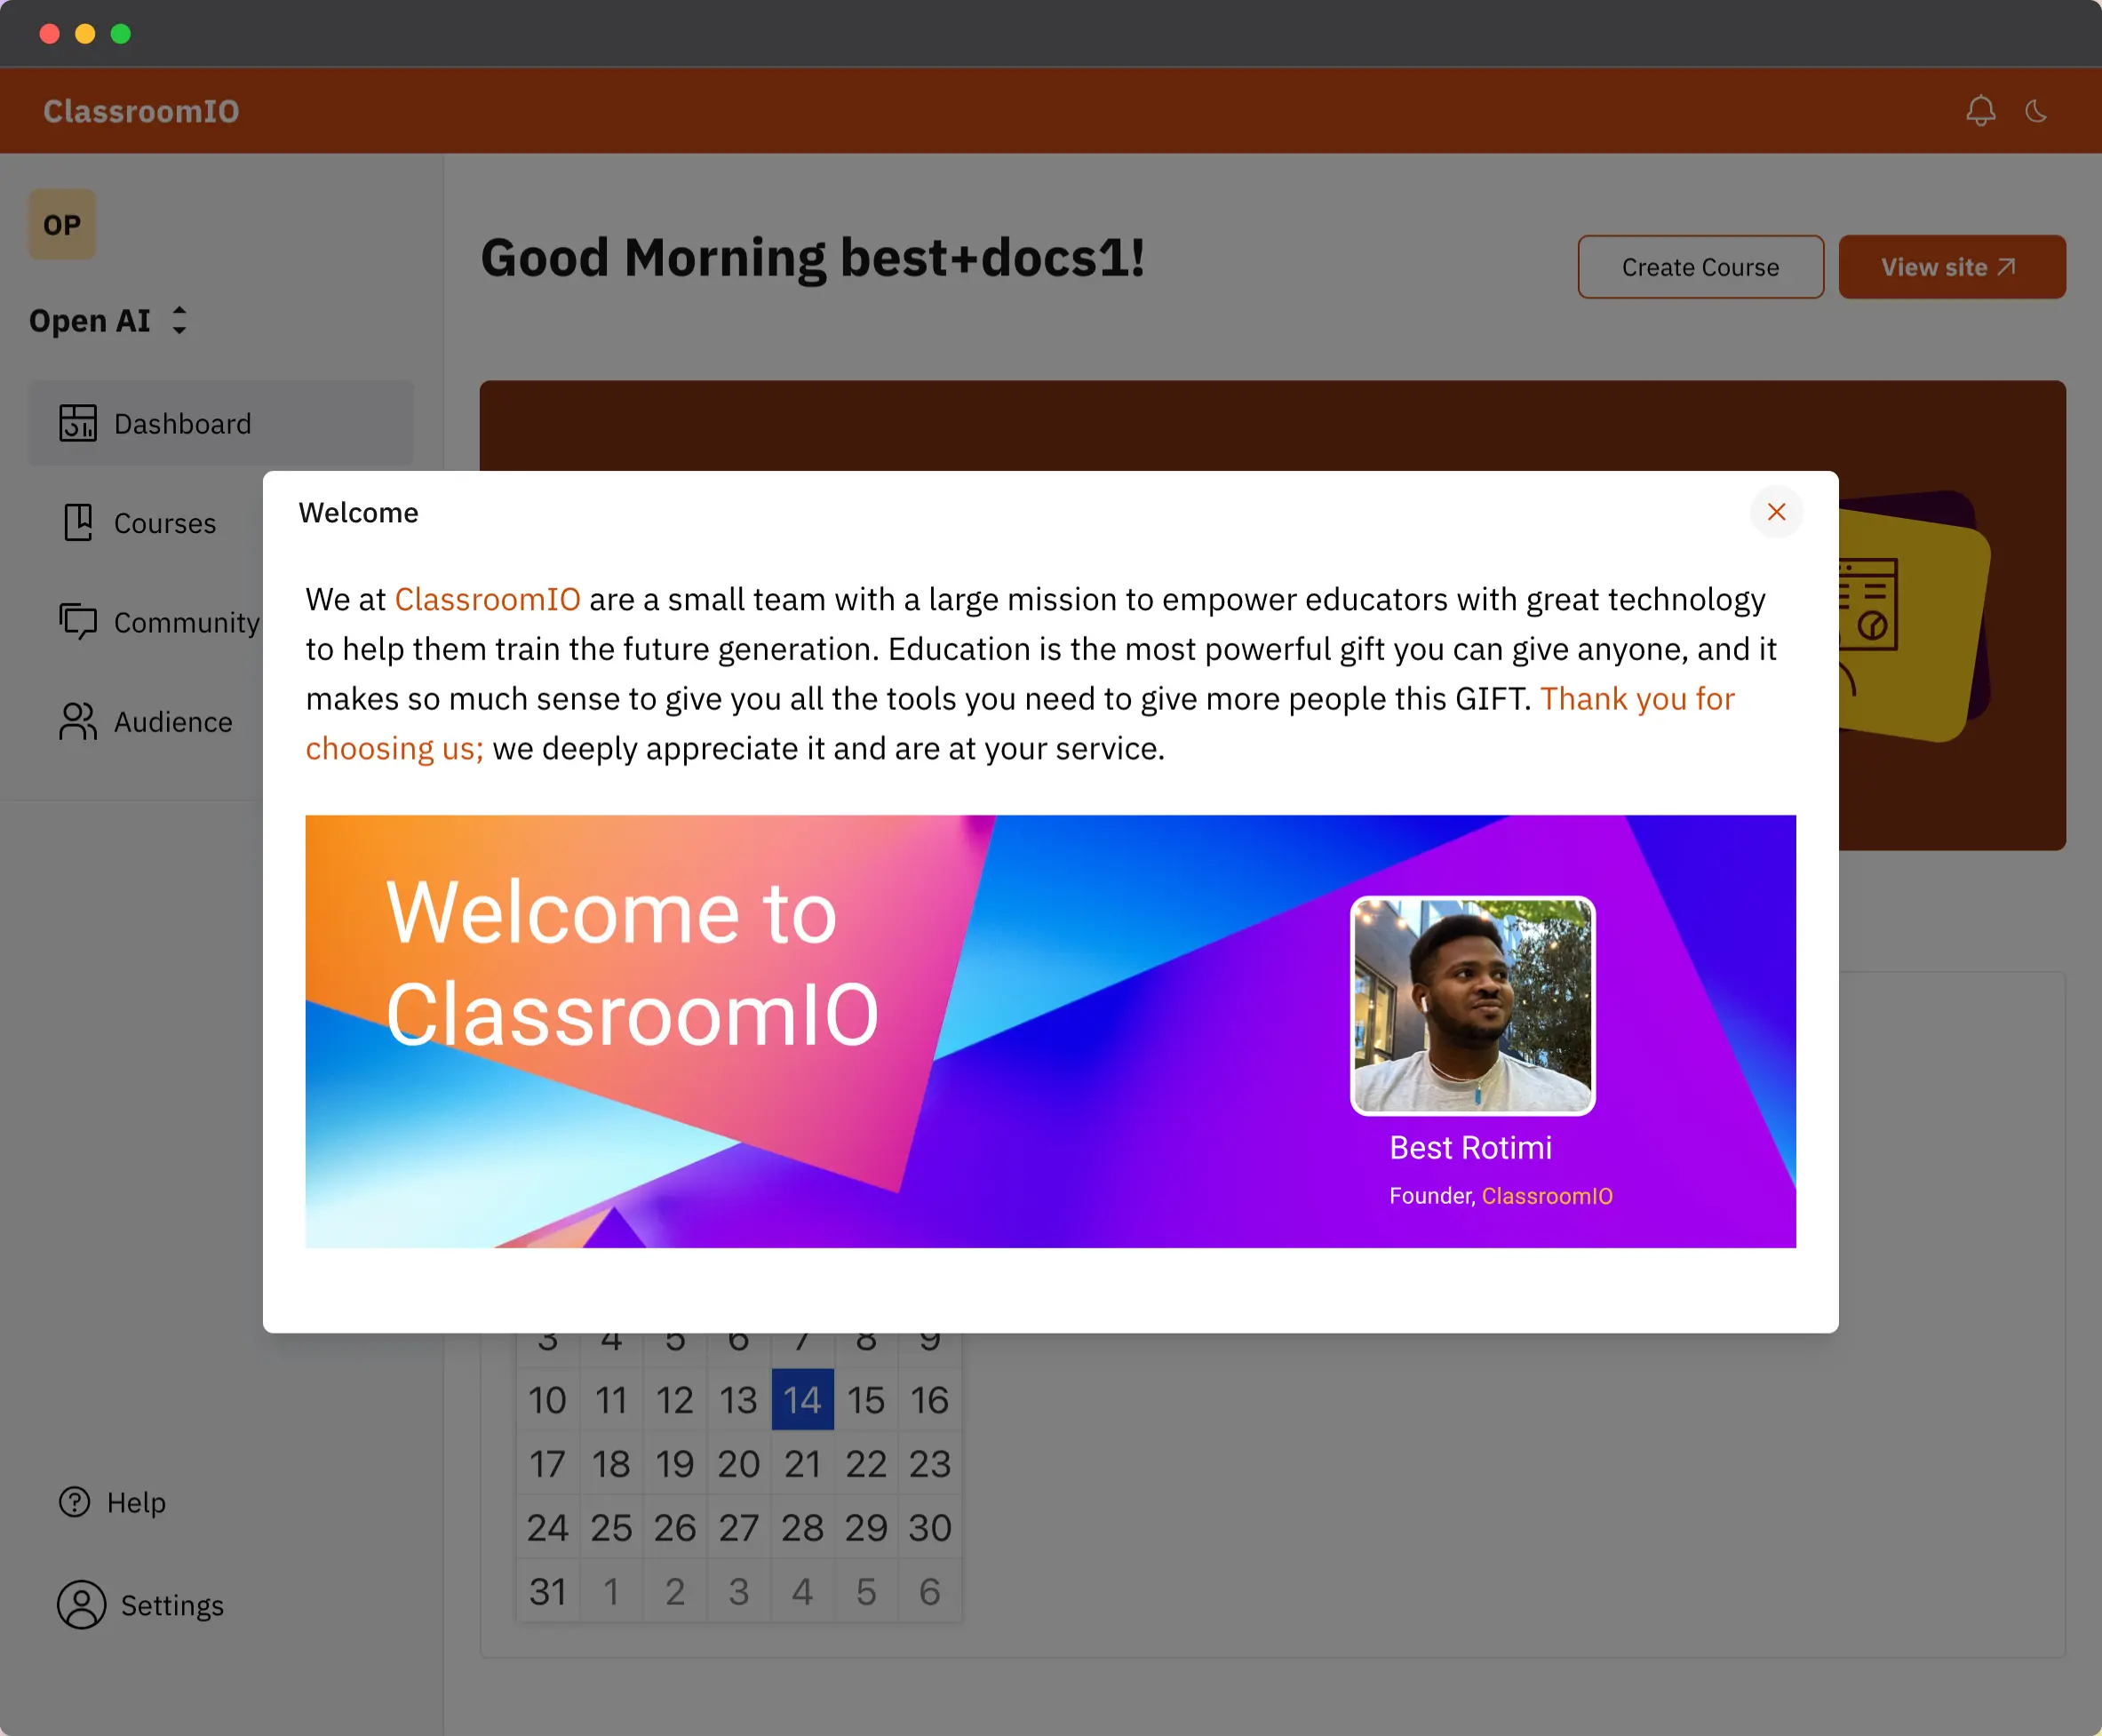 ClassroomIO
OP
Open AI
Dashboard
Courses
Community
Audience
Help
Settings
Good Morning best+docs1!
Create Course
View site
Welcome
We at ClassroomIO are a small team with a large mission to empower educators with great technology
to help them train the future generation. Education is the most powerful gift you can give anyone, and it
makes so much sense to give you all the tools you need to give more people this GIFT. Thank you for
choosing us; we deeply appreciate it and are at your service.
Welcome to
ClassroomIO
Best Rotimi
Founder, ClassroomIO
3 4 5 6 7 8 9
10 11 12 13 14 15 16
17 18 19 20 21 22 23
24 25 26 27 28 29 30
31 1 2 3 4 5 6